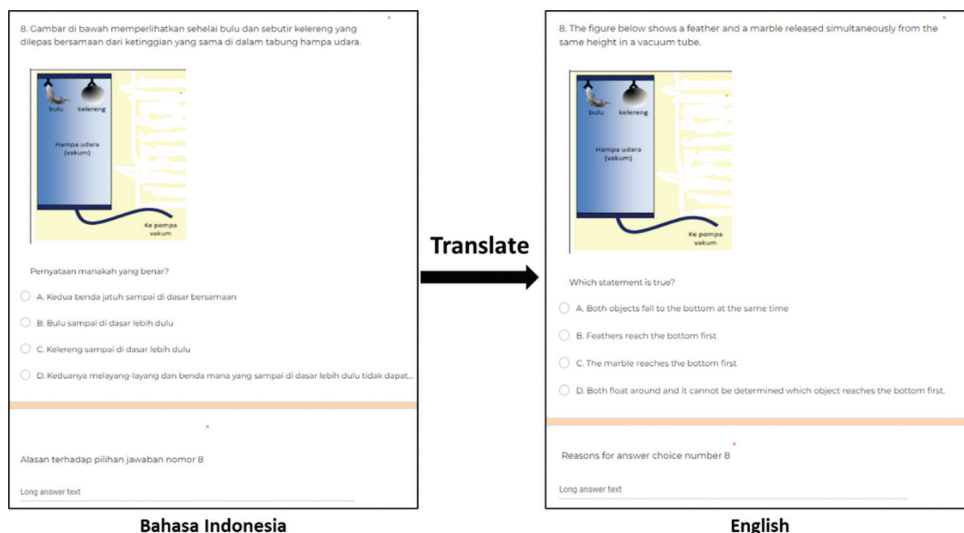 *
8. Gambar di bawah memperlihatkan sehelai bulu dan sebutir kelereng yang
dilepas bersamaan dari ketinggian yang sama di dalam tabung hampa udara.
bulu kelereng
Hampa udara
(vakum)
Ke pompa
vakum
Pernyataan manakah yang benar?
A. Kedua benda jatuh sampai di dasar bersamaan
B. Bulu sampai di dasar lebih dulu
C. Kelereng sampai di dasar lebih dulu
D. Keduanya melayang-layang dan benda mana yang sampai di dasar lebih dulu tidak dapat...
*
Alasan terhadap pilihan jawaban nomor 8
Long answer text
Bahasa Indonesia
Translate
*
8. The figure below shows a feather and a marble released simultaneously from the
same height in a vacuum tube.
bulu kelereng
Hampa udara
(vakum)
Ke pompa
vakum
Which statement is true?
A. Both objects fall to the bottom at the same time
B. Feathers reach the bottom first
C. The marble reaches the bottom first
D. Both float around and it cannot be determined which object reaches the bottom first.
*
Reasons for answer choice number 8
Long answer text
English